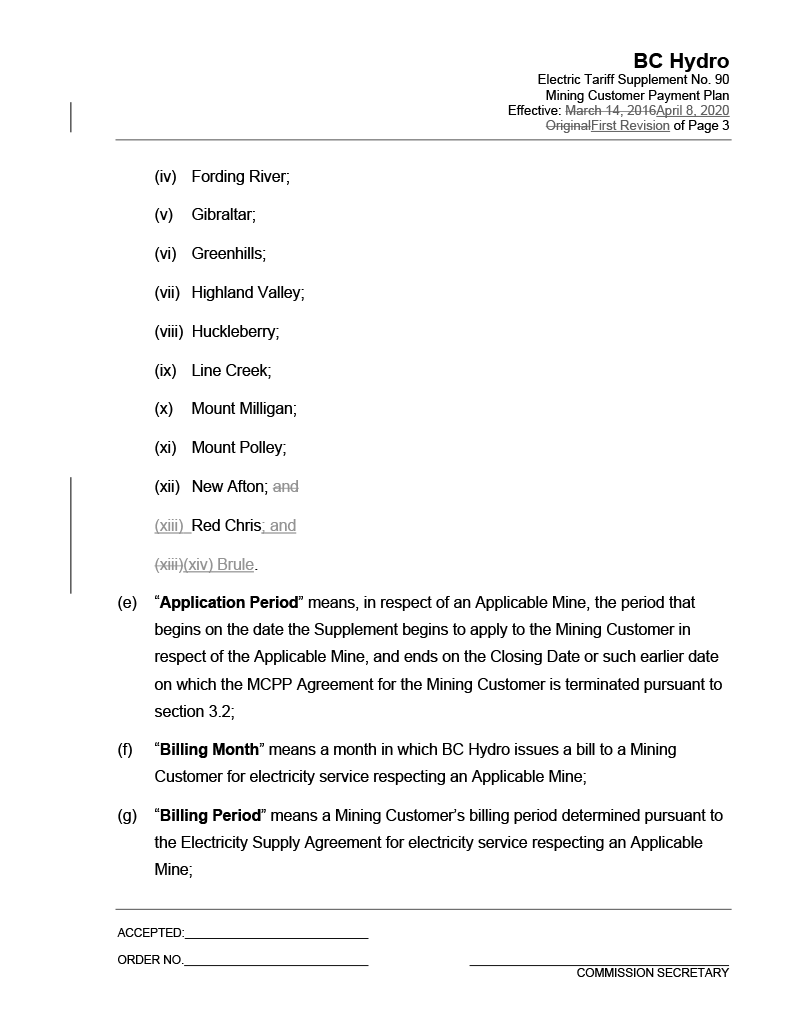 BC Hydro
Electric Tariff Supplement No. 90
Mining Customer Payment Plan
Effective: March 14, 2016April 8, 2020
OriginalFirst Revision of Page 3
(iv) Fording River;
(v) Gibraltar;
(vi) Greenhills;
(vii) Highland Valley;
(viii) Huckleberry;
(ix) Line Creek;
(x) Mount Milligan;
(xi) Mount Polley;
(xii) New Afton; and
(xiii) Red Chris; and
(xiii)(xiv) Brule.
(e) “Application Period” means, in respect of an Applicable Mine, the period that
begins on the date the Supplement begins to apply to the Mining Customer in
respect of the Applicable Mine, and ends on the Closing Date or such earlier date
on which the MCPP Agreement for the Mining Customer is terminated pursuant to
section 3.2;
(f) “Billing Month” means a month in which BC Hydro issues a bill to a Mining
Customer for electricity service respecting an Applicable Mine;
(g) “Billing Period” means a Mining Customer’s billing period determined pursuant to
the Electricity Supply Agreement for electricity service respecting an Applicable
Mine;
ACCEPTED:
ORDER NO.
COMMISSION SECRETARY